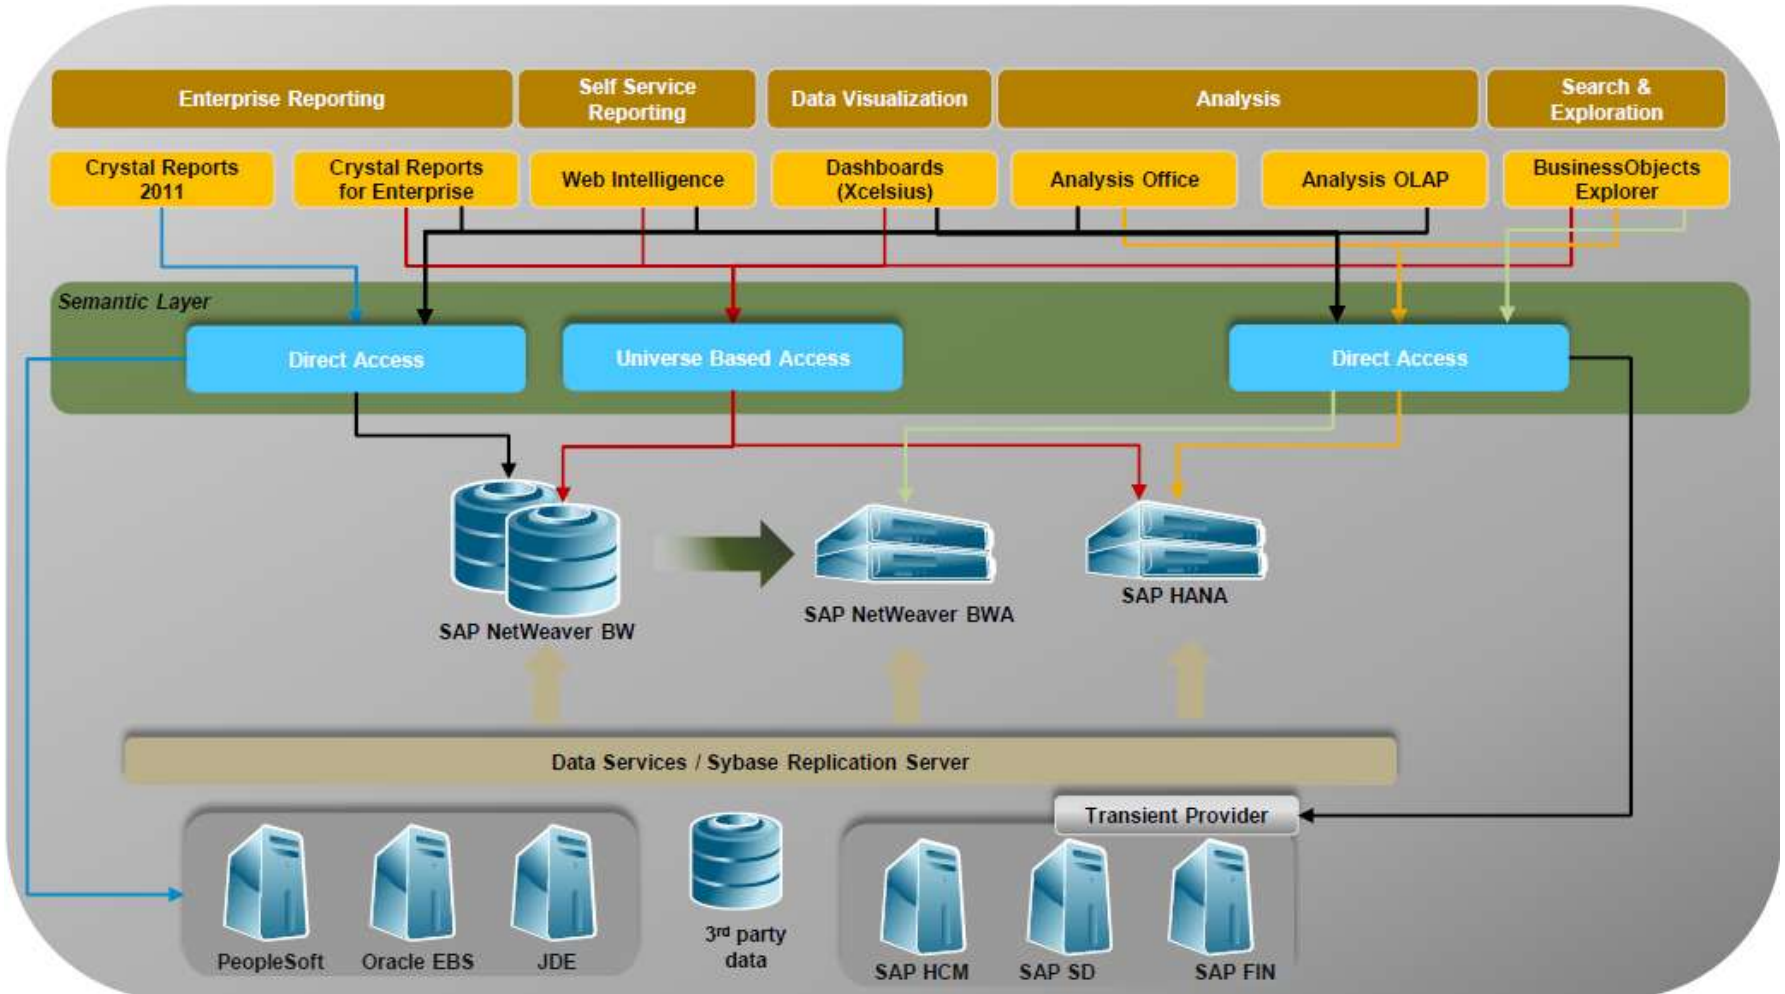 Enterprise Reporting
Self Service
Reporting
Data Visualization
Analysis
Search &
Exploration
Crystal Reports
2011
Crystal Reports
for Enterprise
Web Intelligence
Dashboards
(Xcelsius)
Analysis Office
Analysis OLAP
BusinessObjects
Explorer
Semantic Layer
Direct Access
Universe Based Access
Direct Access
SAP NetWeaver BW
SAP NetWeaver BWA
SAP HANA
Data Services / Sybase Replication Server
Transient Provider
PeopleSoft
Oracle EBS
JDE
3rd party
data
SAP HCM
SAP SD
SAP FIN